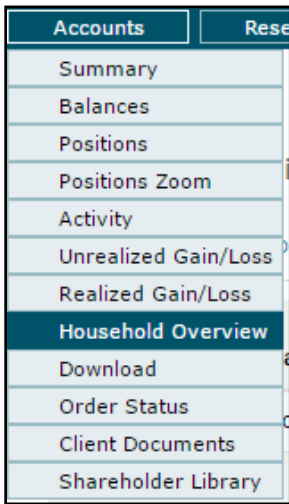 Accounts Rese
Summary
Balances
Positions
Positions Zoom
Activity
Unrealized Gain/Loss
Realized Gain/Loss
Household Overview
Download
Order Status
Client Documents
Shareholder Library